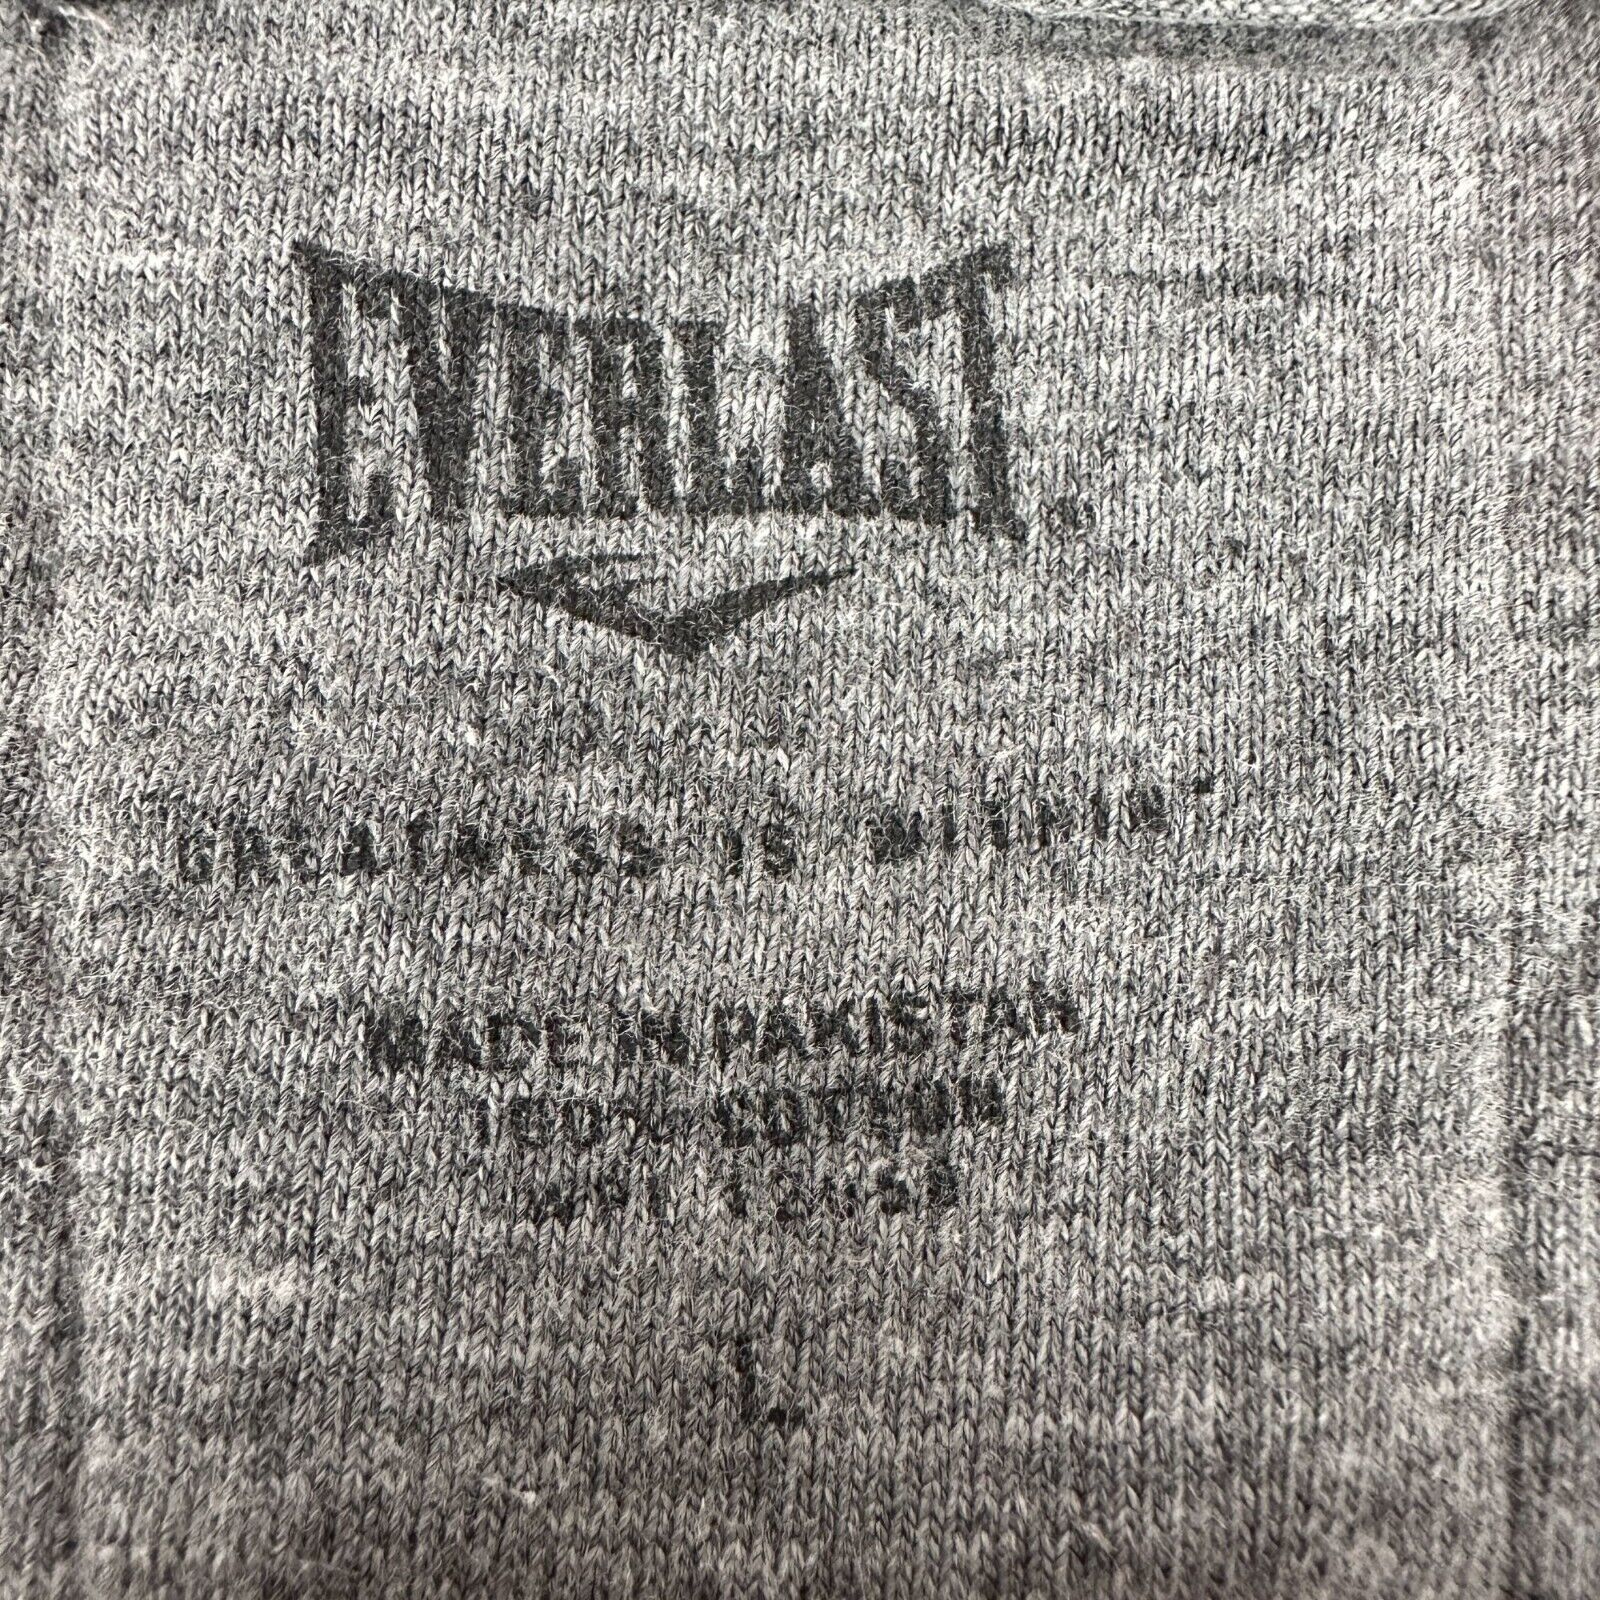 EVERLAST
GREATNESS IS WITHIN
MADE IN PAKISTAN
100% COTTON